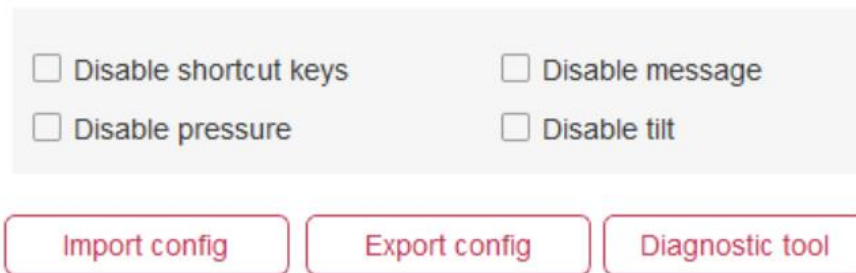 Disable shortcut keys
Disable message
Disable pressure
Disable tilt
Import config
Export config
Diagnostic tool